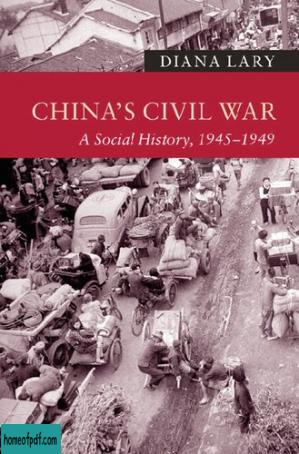 DIANA LARY
CHINA'S CIVIL WAR
A Social History, 1945–1949
homeofpdf.com